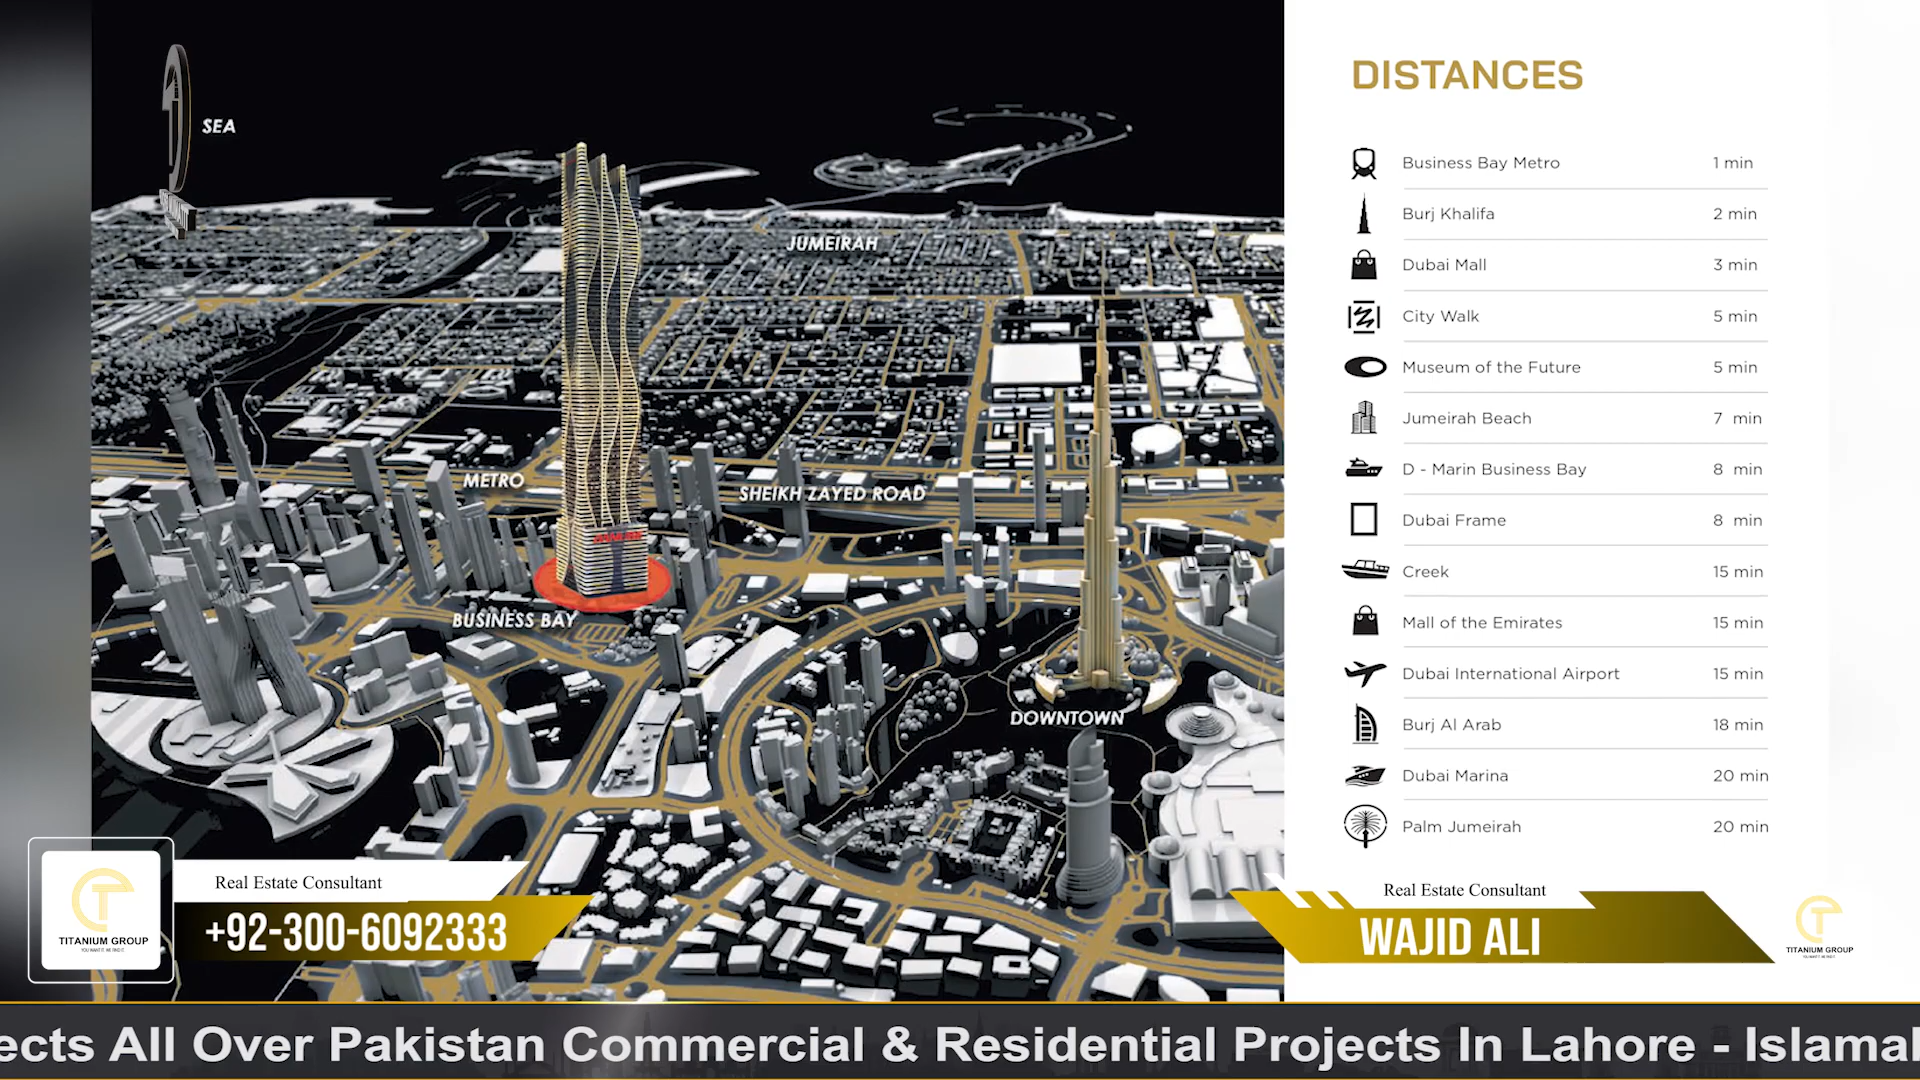 SEA
JUMEIRAH
METRO
SHEIKH ZAYED ROAD
BUSINESS BAY
DOWNTOWN
DISTANCES
Business Bay Metro 1 min
Burj Khalifa 2 min
Dubai Mall 3 min
City Walk 5 min
Museum of the Future 5 min
Jumeirah Beach 7 min
D - Marin Business Bay 8 min
Dubai Frame 8 min
Creek 15 min
Mall of the Emirates 15 min
Dubai International Airport 15 min
Burj Al Arab 18 min
Dubai Marina 20 min
Palm Jumeirah 20 min
TITANIUM GROUP
Real Estate Consultant
+92-300-6092333
Real Estate Consultant
WAJID ALI
TITANIUM GROUP
ects All Over Pakistan Commercial & Residential Projects In Lahore - Islamal